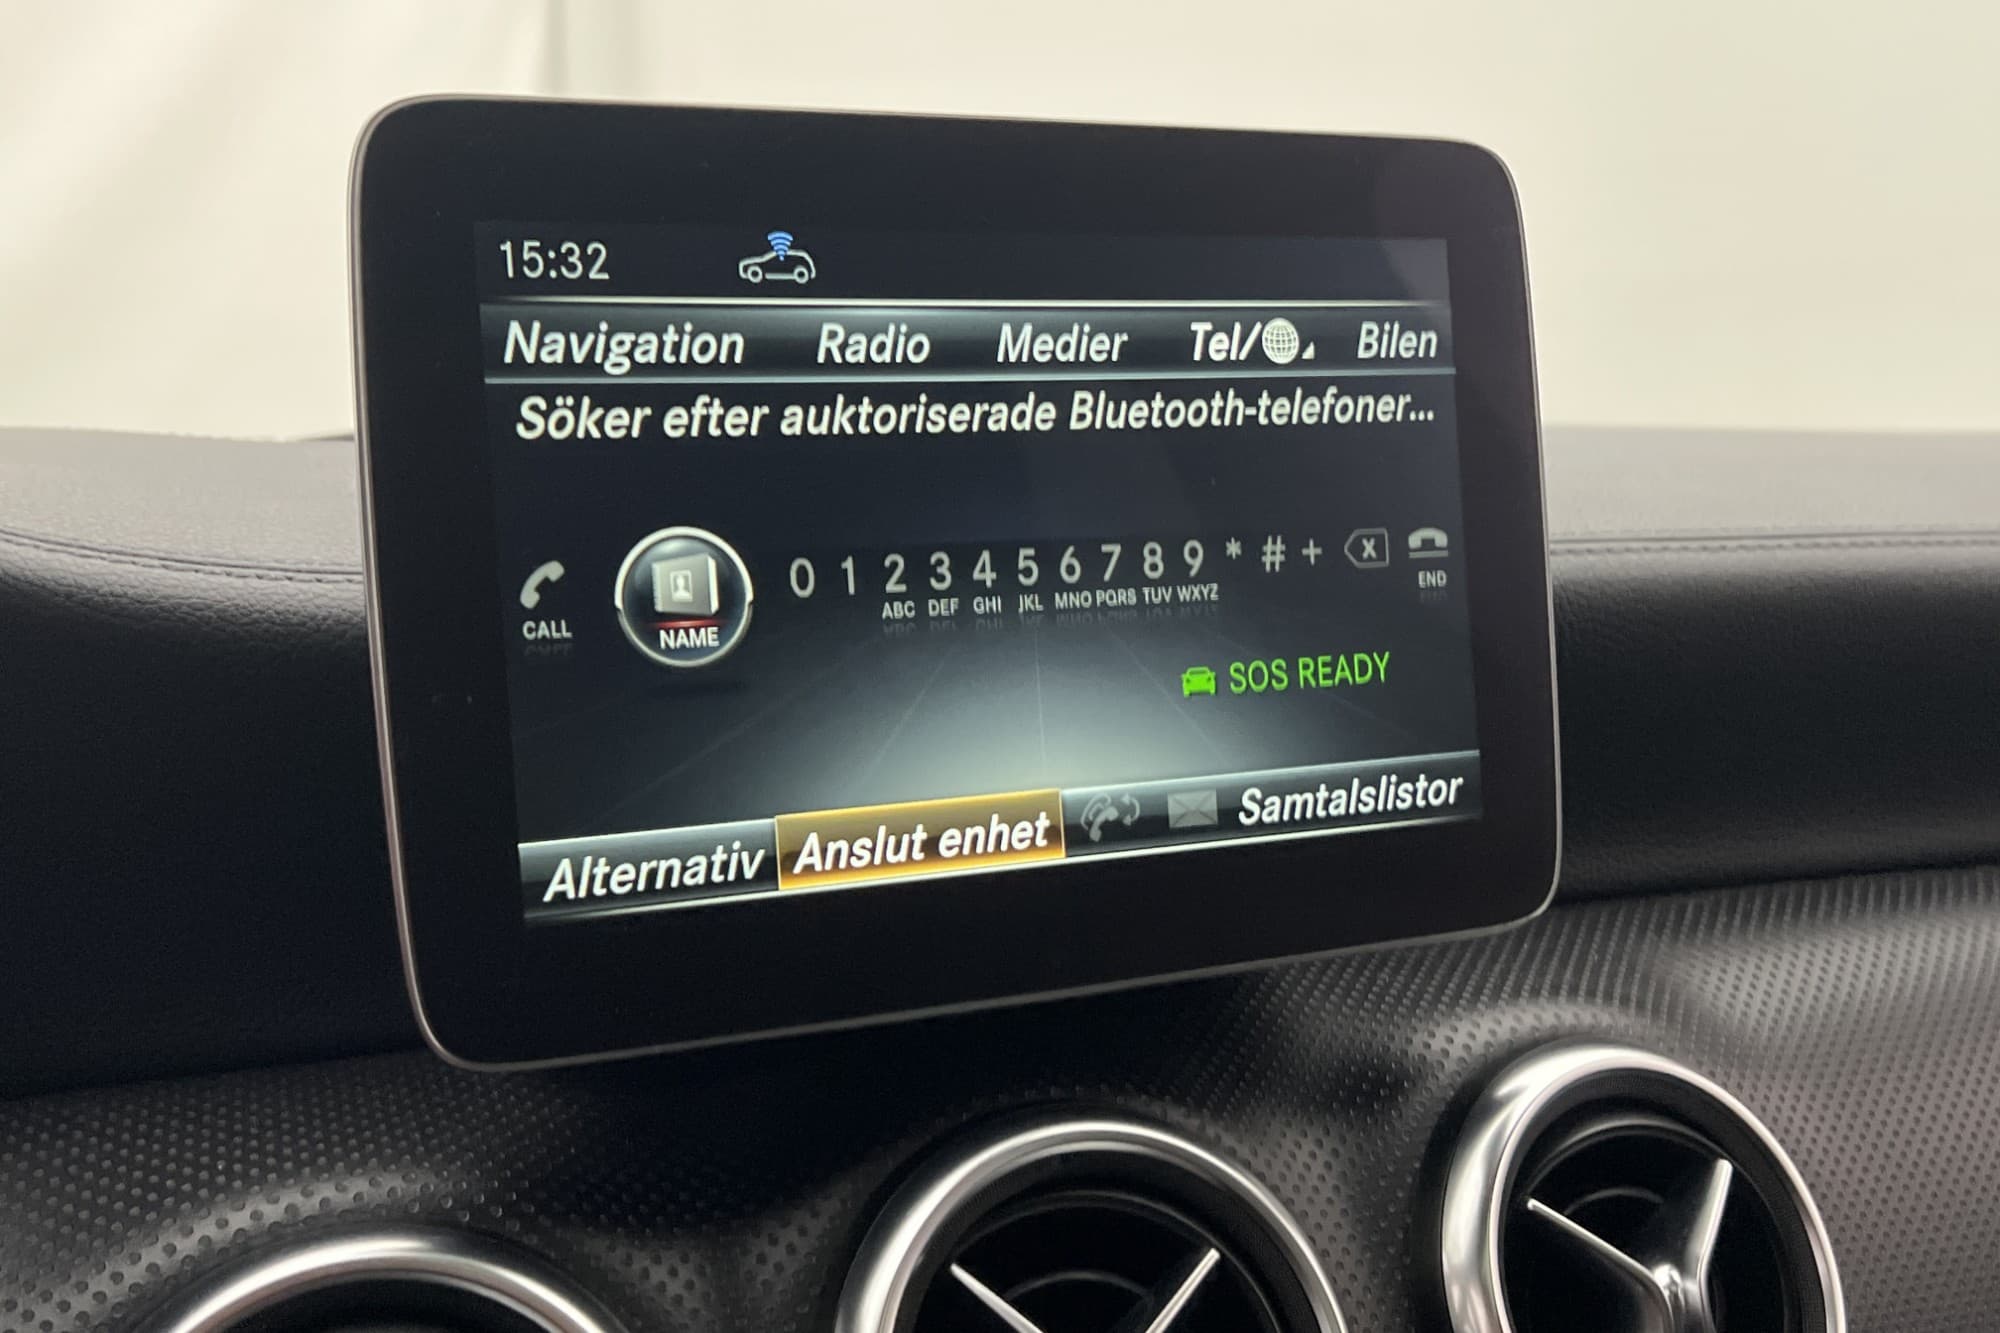 15:32
Navigation Radio Medier Tel/ Bilen
Söker efter auktoriserade Bluetooth-telefoner...
0 1 2 3 4 5 6 7 8 9 * # + X
ABC DEF GHI JKL MNO PQRS TUV WXYZ
CALL NAME END
SOS READY
Alternativ Anslut enhet Samtalslistor